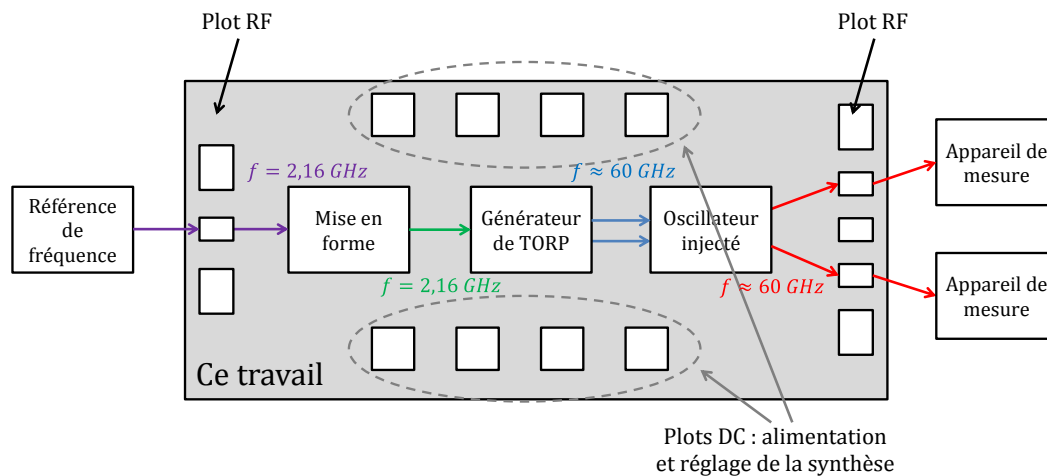 Plot RF
Plot RF
f = 2,16 GHz
f ≈ 60 GHz
Référence
de
fréquence
Mise en
forme
Générateur
de TORP
Oscillateur
injecté
Appareil de
mesure
f = 2,16 GHz
f ≈ 60 GHz
Appareil de
mesure
Ce travail
Plots DC : alimentation
et réglage de la synthèse